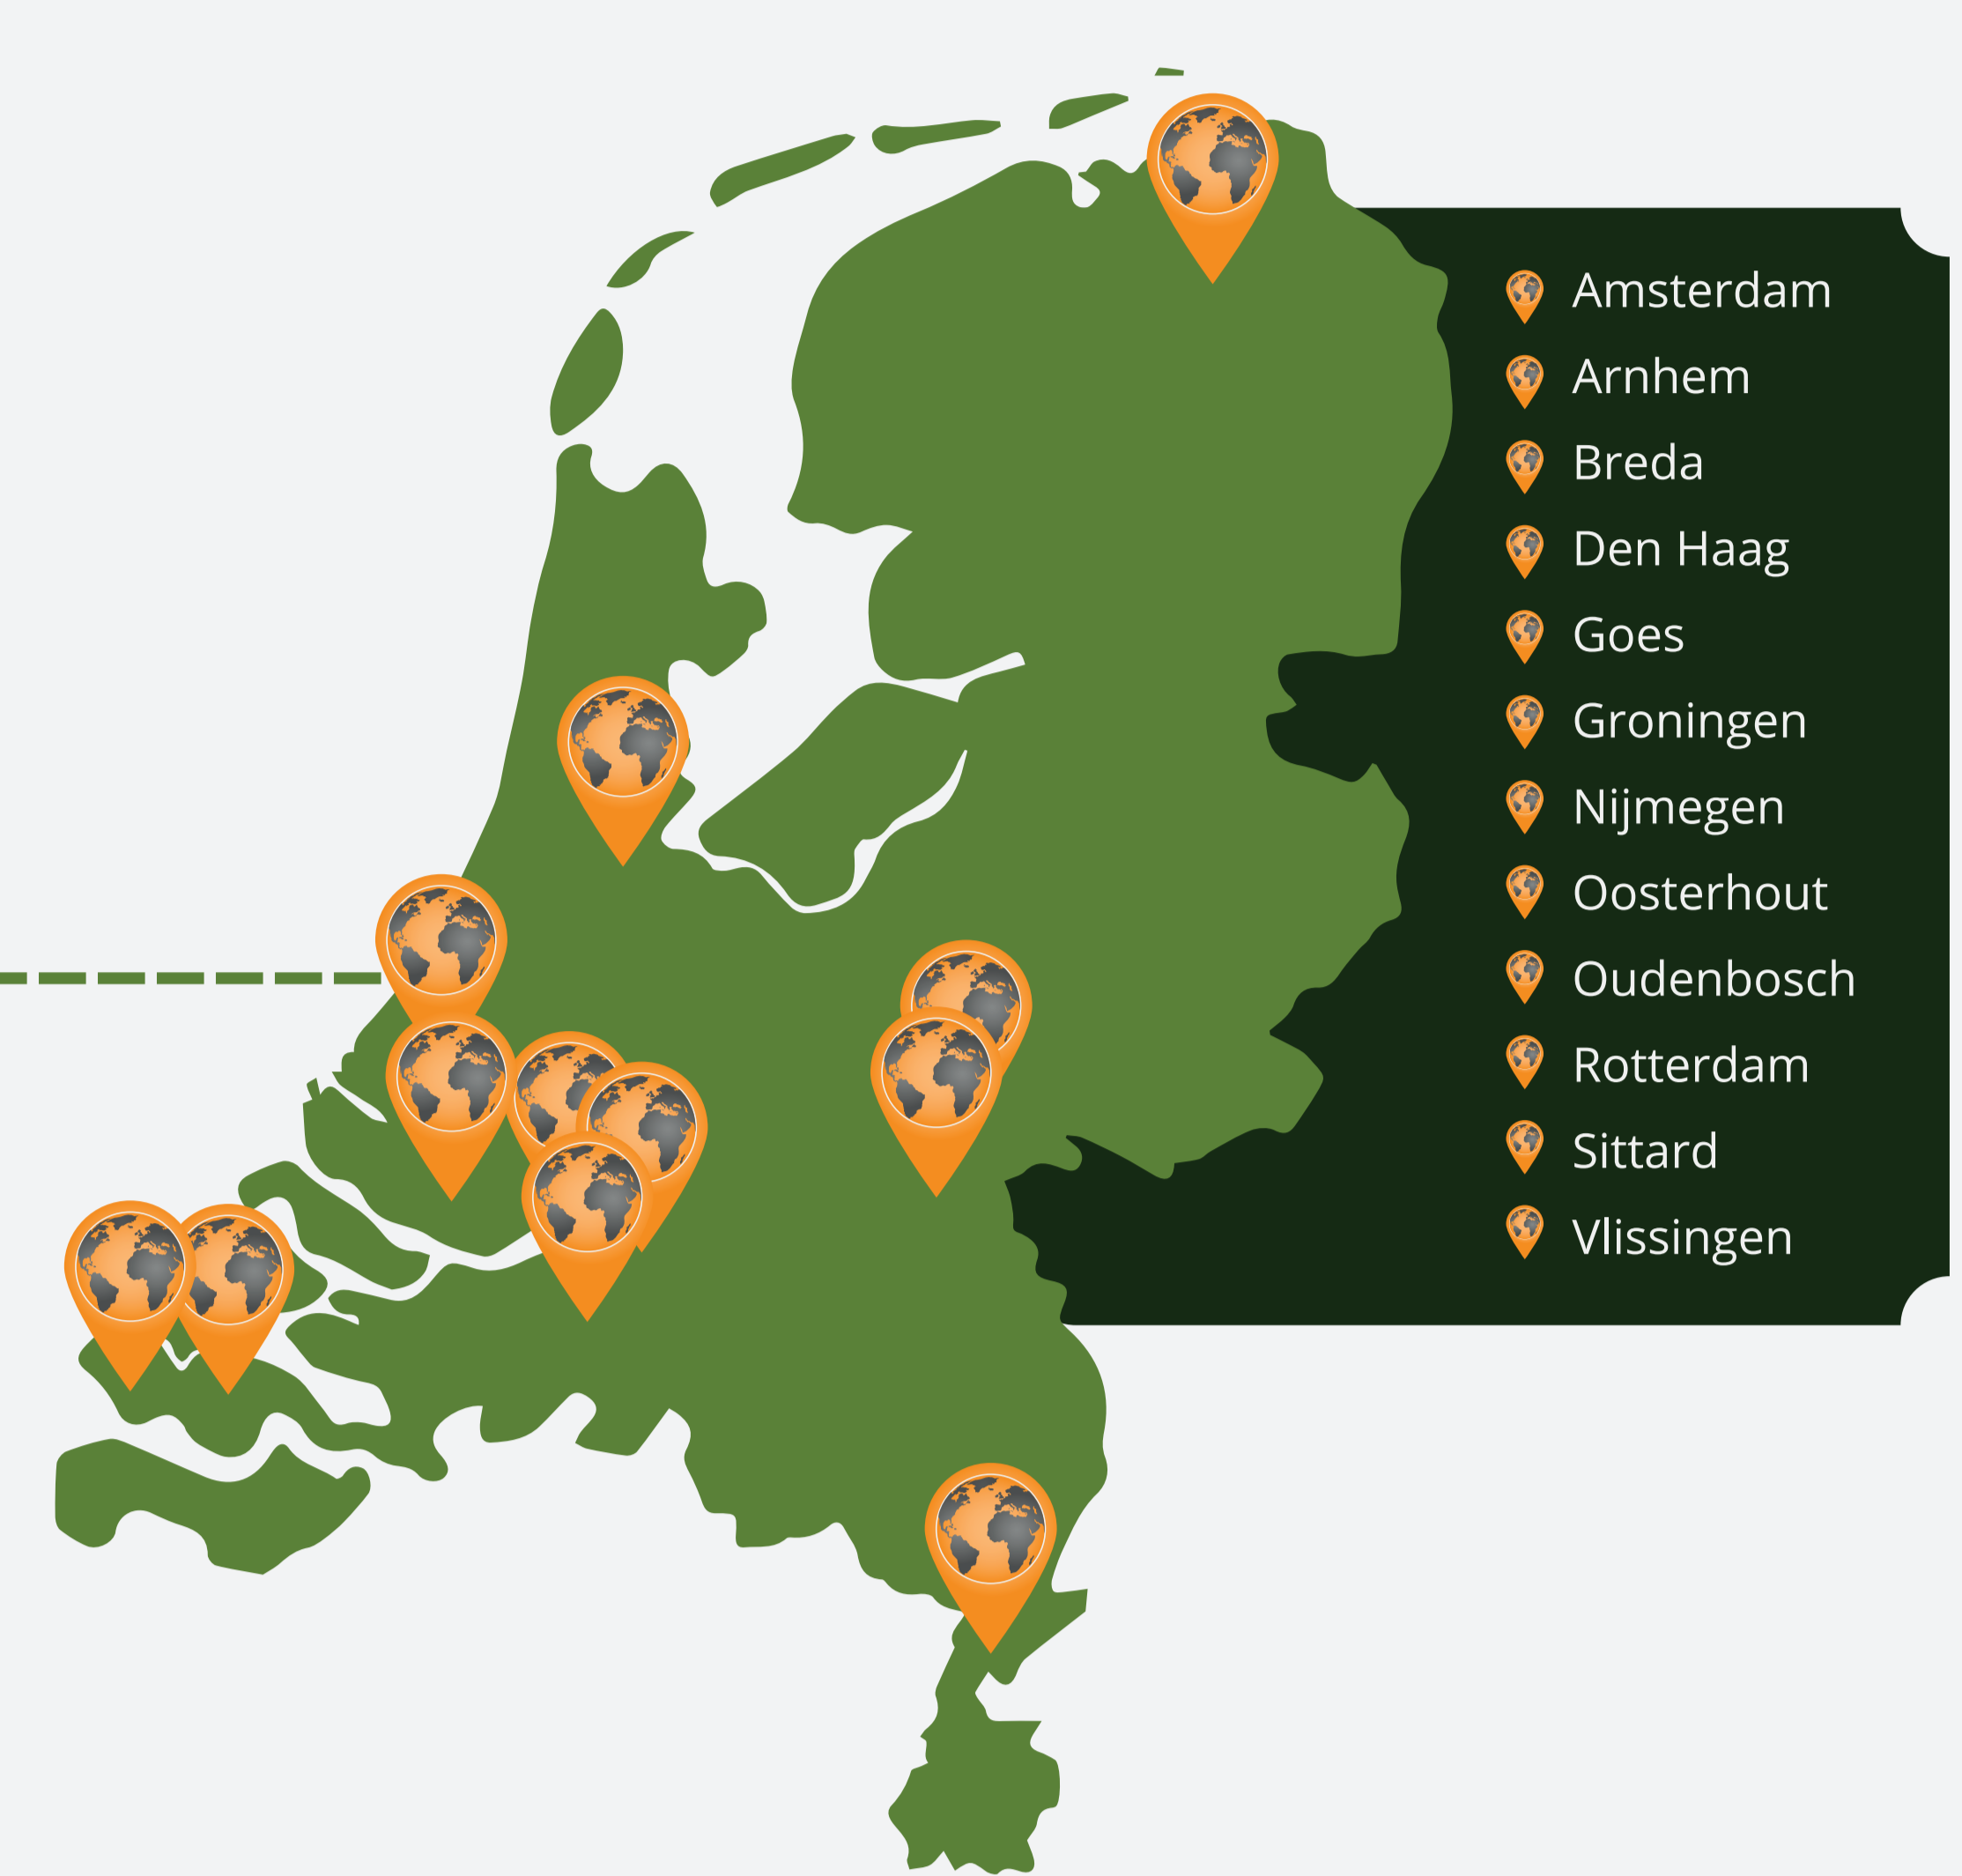 Amsterdam
Arnhem
Breda
Den Haag
Goes
Groningen
Nijmegen
Oosterhout
Oudenbosch
Rotterdam
Sittard
Vlissingen